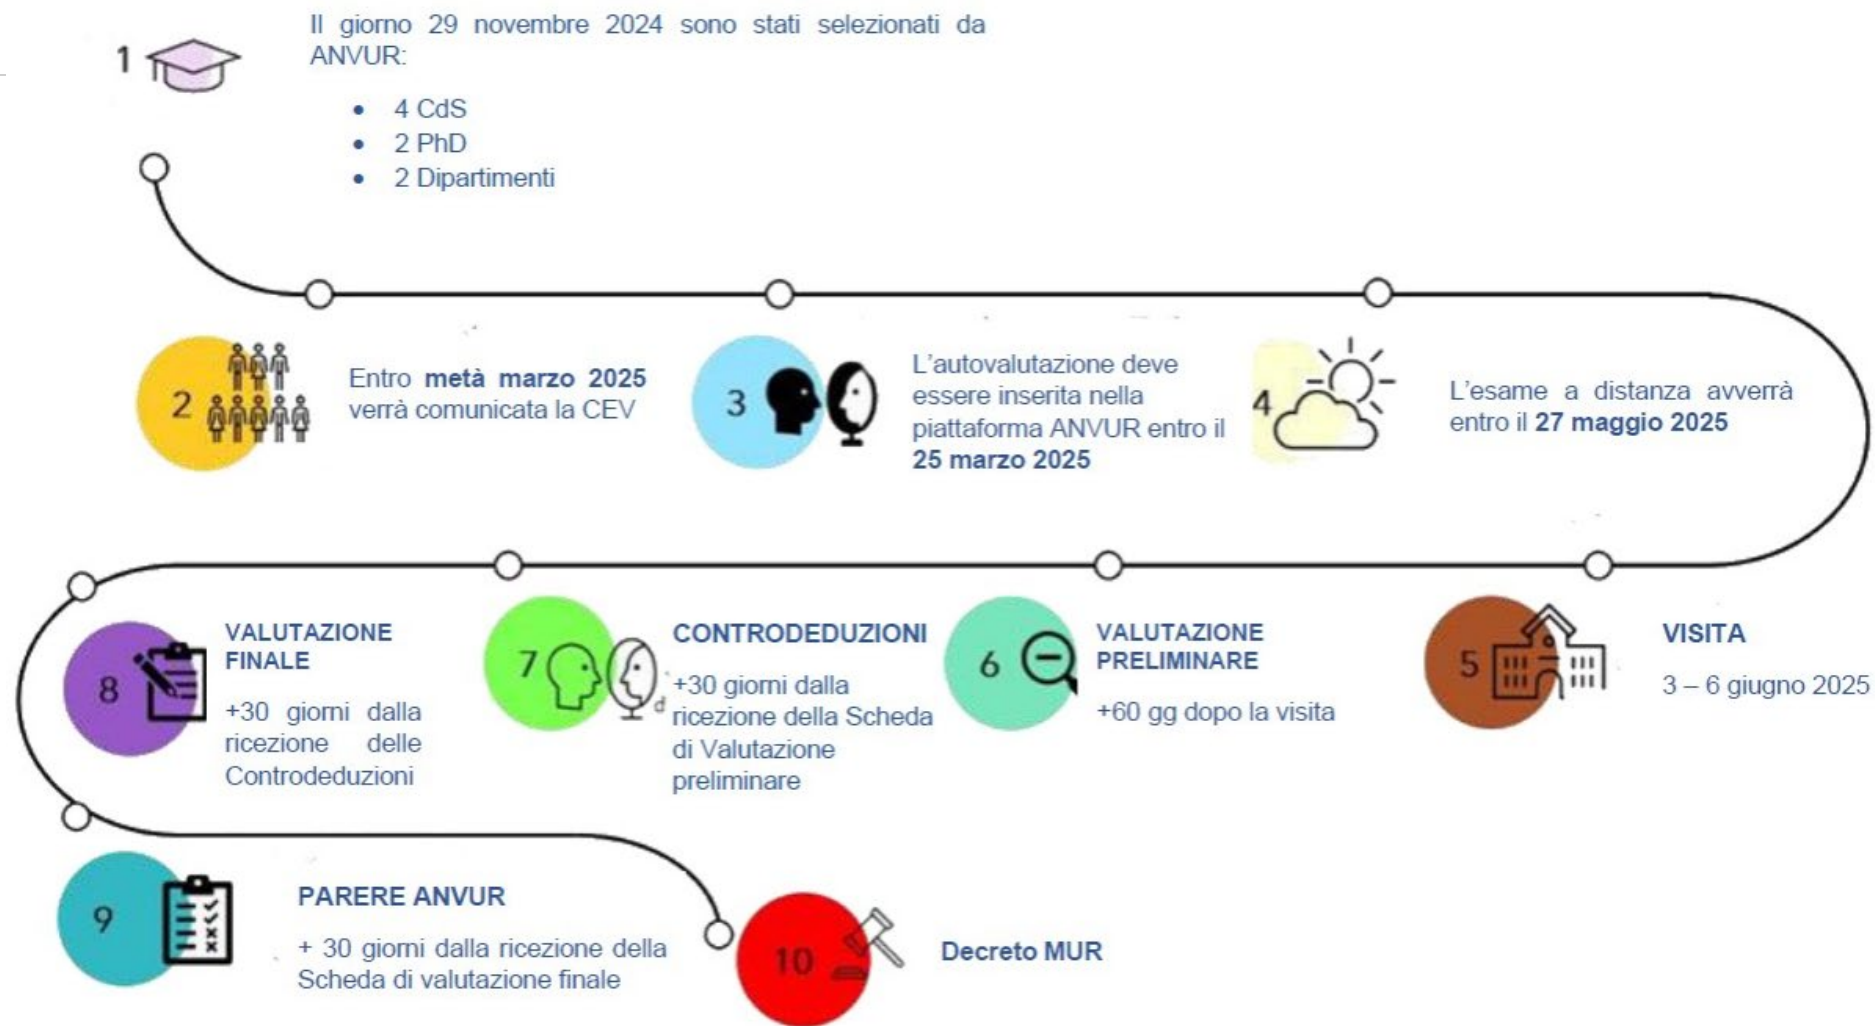 1
Il giorno 29 novembre 2024 sono stati selezionati da
ANVUR:
• 4 CdS
• 2 PhD
• 2 Dipartimenti
2
Entro metà marzo 2025
verrà comunicata la CEV
3
L'autovalutazione deve
essere inserita nella
piattaforma ANVUR entro il
25 marzo 2025
4
L'esame a distanza avverrà
entro il 27 maggio 2025
5
VISITA
3 – 6 giugno 2025
6
VALUTAZIONE
PRELIMINARE
+60 gg dopo la visita
7
CONTRODEDUZIONI
+30 giorni dalla
ricezione della Scheda
di Valutazione
preliminare
d
8
VALUTAZIONE
FINALE
+30 giorni dalla
ricezione delle
Controdeduzioni
9
PARERE ANVUR
+ 30 giorni dalla ricezione della
Scheda di valutazione finale
10
Decreto MUR